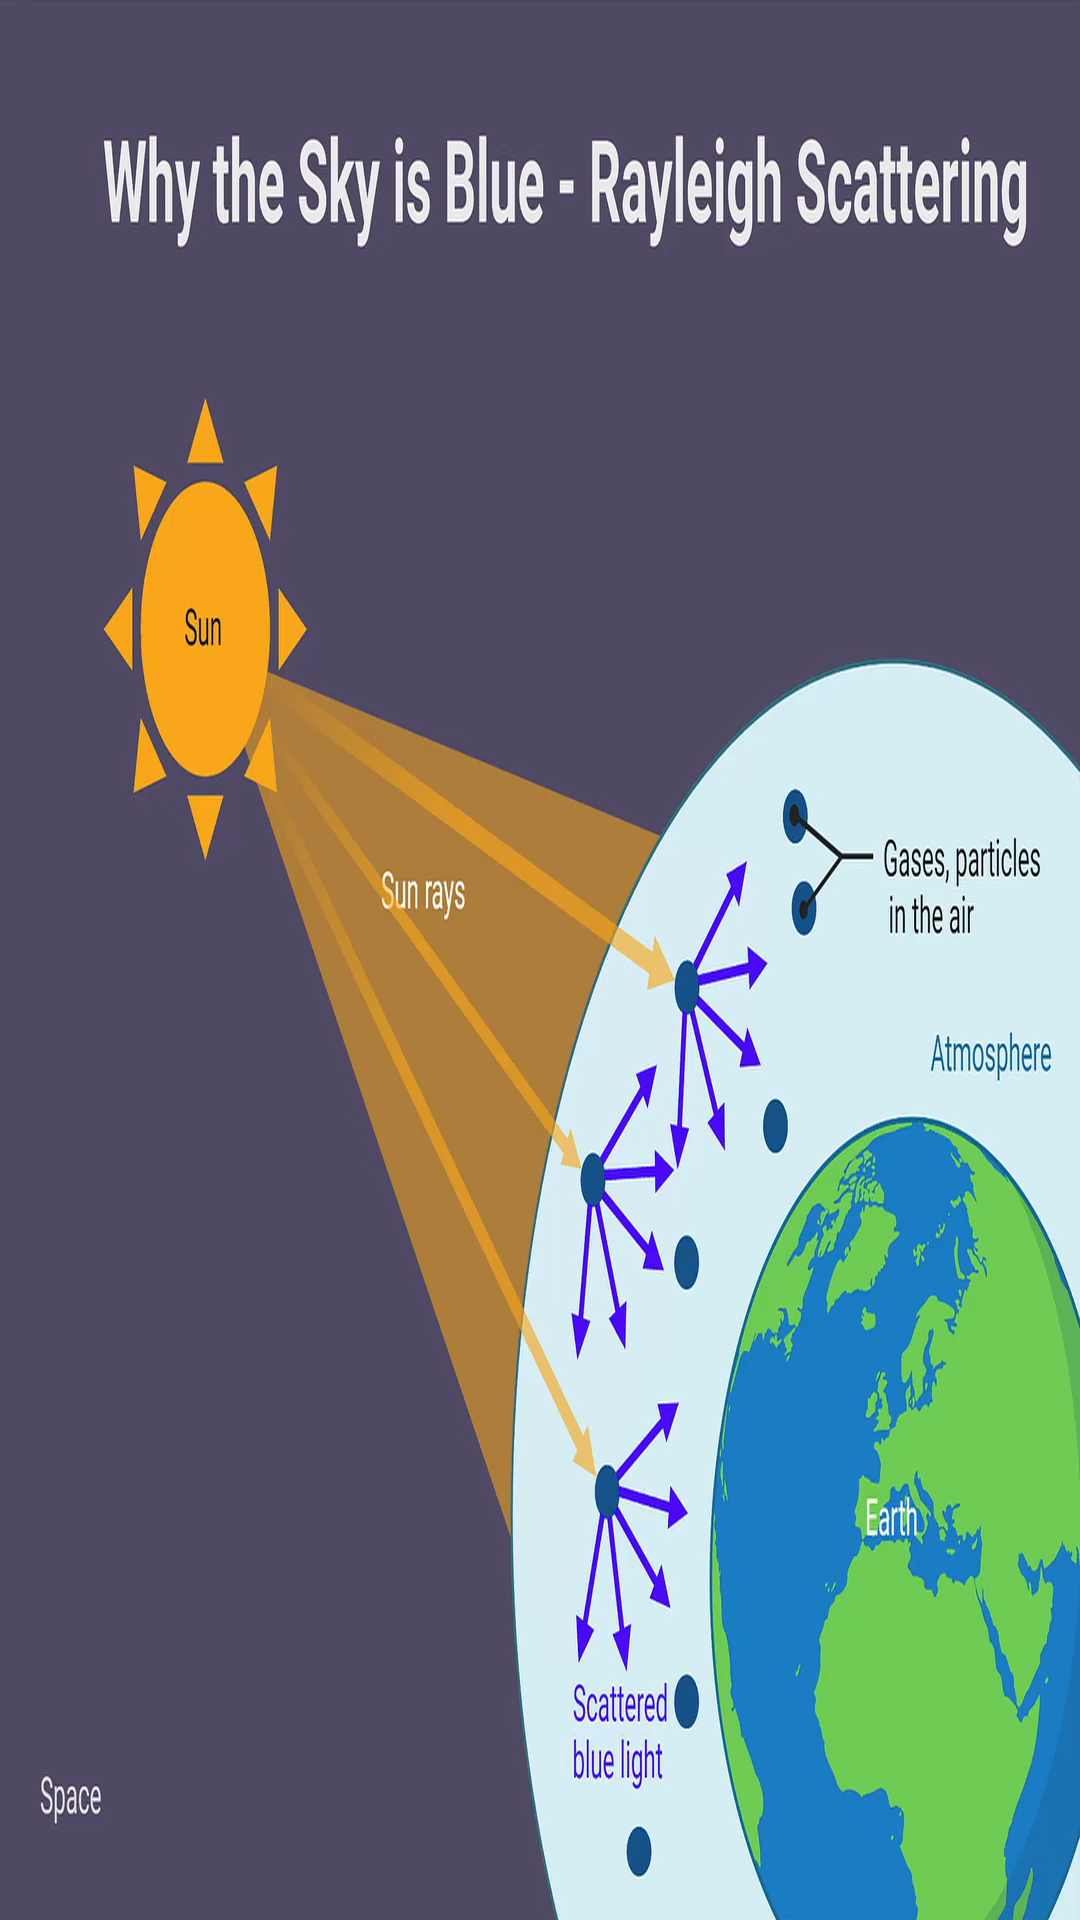 Why the Sky is Blue - Rayleigh Scattering
Sun
Sun rays
Gases, particles
in the air
Atmosphere
Earth
Scattered
blue light
Space